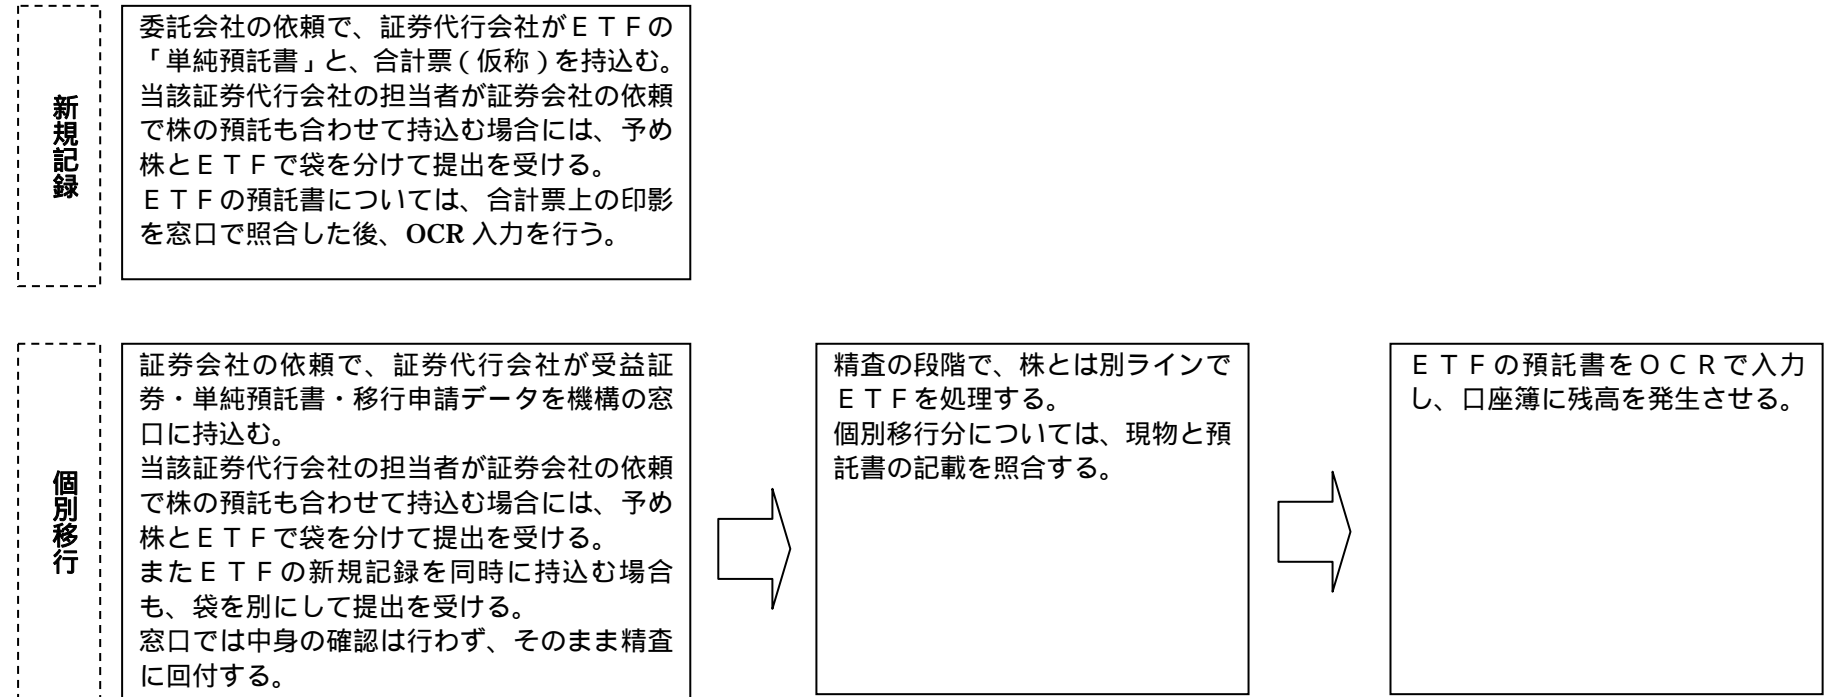 新規記録
委託会社の依頼で、証券代行会社がＥＴＦの
「単純預託書」と、合計票（仮称）を持込む。
当該証券代行会社の担当者が証券会社の依頼
で株の預託も合わせて持込む場合には、予め
株とＥＴＦで袋を分けて提出を受ける。
ＥＴＦの預託書については、合計票上の印影
を窓口で照合した後、OCR 入力を行う。
個別移行
証券会社の依頼で、証券代行会社が受益証
券・単純預託書・移行申請データを機構の窓
口に持込む。
当該証券代行会社の担当者が証券会社の依頼
で株の預託も合わせて持込む場合には、予め
株とＥＴＦで袋を分けて提出を受ける。
またＥＴＦの新規記録を同時に持込む場合
も、袋を別にして提出を受ける。
窓口では中身の確認は行わず、そのまま精査
に回付する。
精査の段階で、株とは別ラインで
ＥＴＦを処理する。
個別移行分については、現物と預
託書の記載を照合する。
ＥＴＦの預託書をＯＣＲで入力
し、口座簿に残高を発生させる。